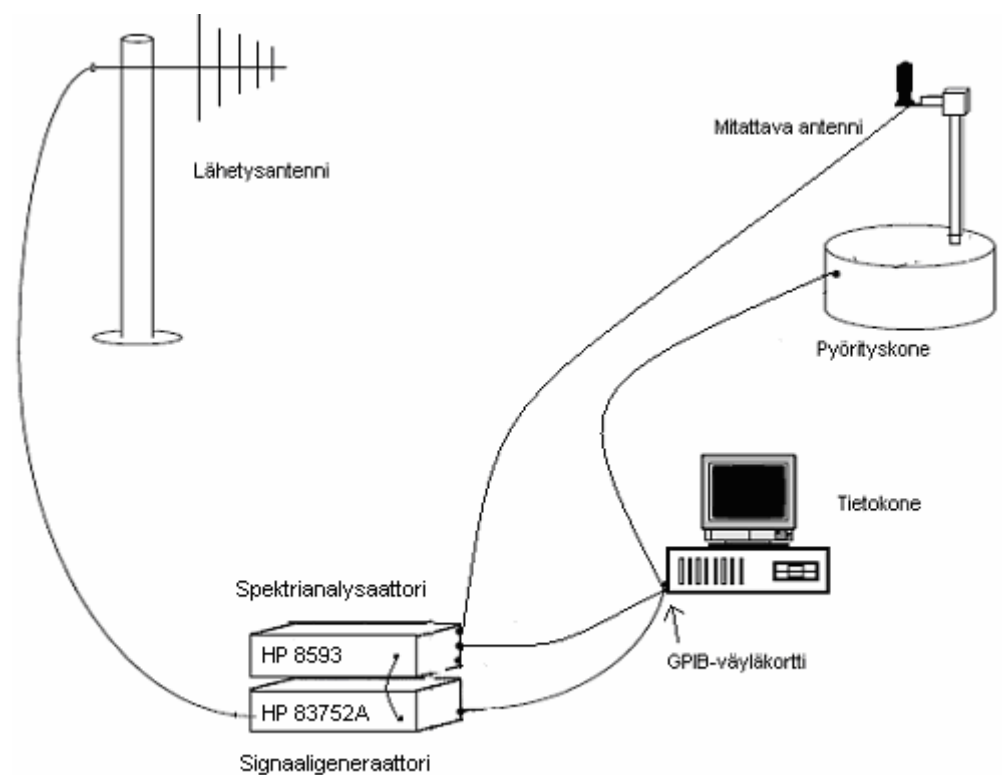 Lähetysantenni
Mitattava antenni
Pyörityskone
Tietokone
Spektrianalysaattori
HP 8593
GPIB-väyläkortti
HP 83752A
Signaaligeneraattori